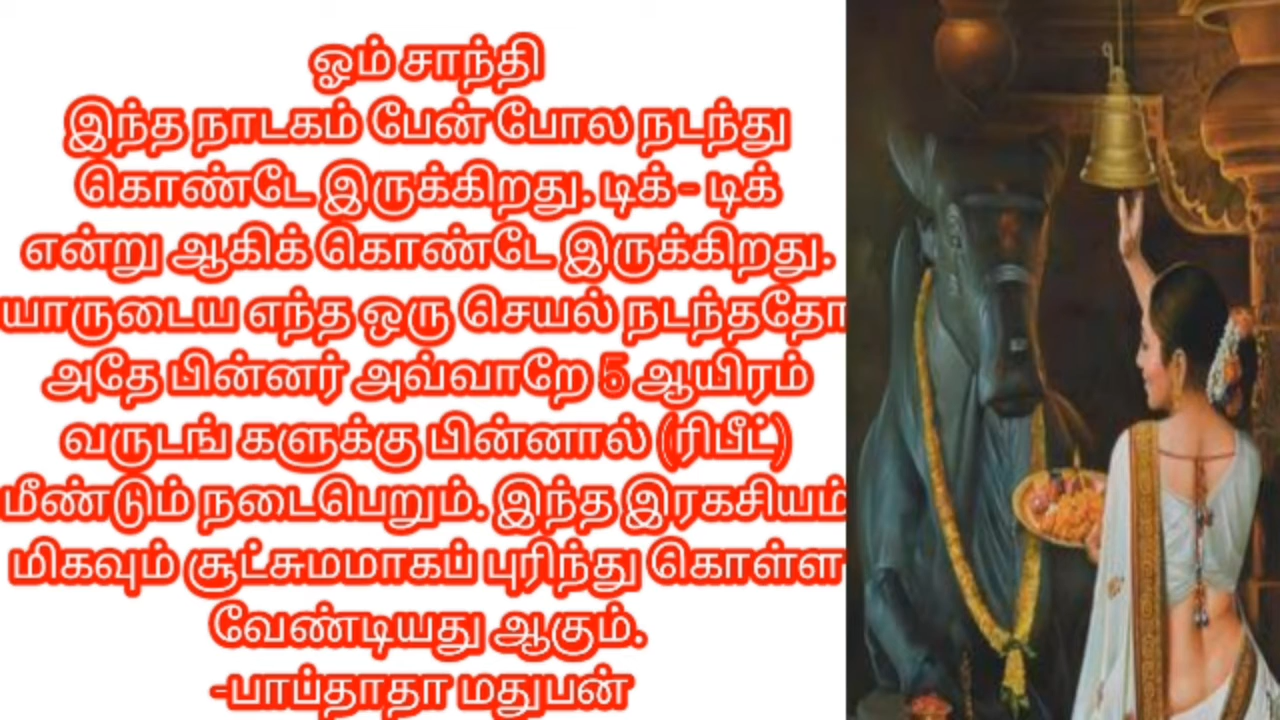 ஓம் சாந்தி
இந்த நாடகம் பேன் போல நடந்து
கொண்டே இருக்கிறது. டிக் - டிக்
என்று ஆகிக் கொண்டே இருக்கிறது.
யாருடைய எந்த ஒரு செயல் நடந்ததோ
அதே பின்னர் அவ்வாறே 5 ஆயிரம்
வருடங் களுக்கு பின்னால் (ரிபீட்)
மீண்டும் நடைபெறும். இந்த இரகசியம்
மிகவும் சூட்சுமமாகப் புரிந்து கொள்ள
வேண்டியது ஆகும்.
-பாப்தாதா மதுபன்